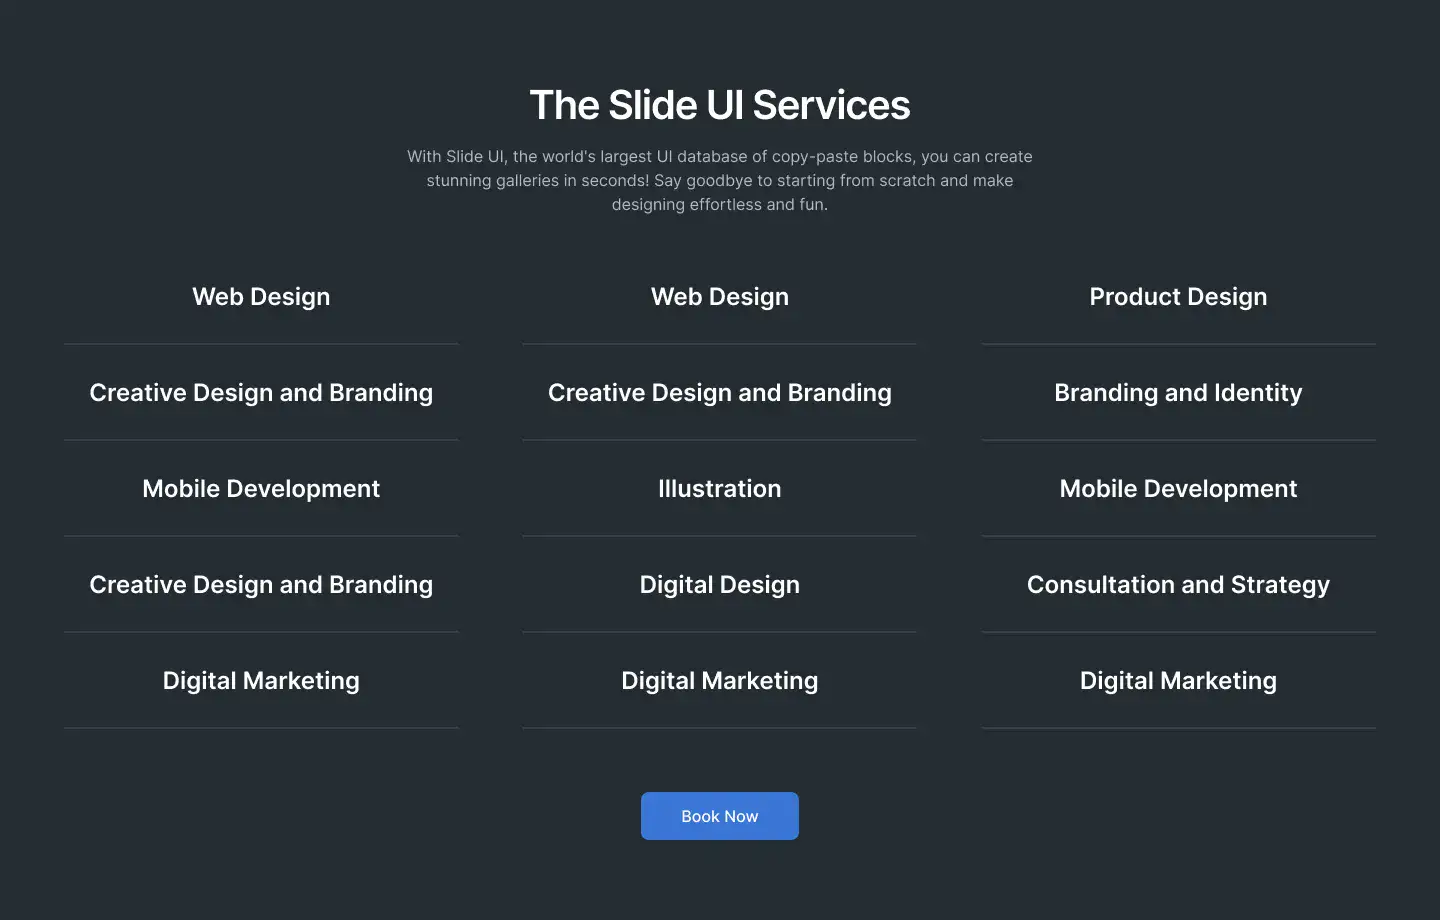 The Slide UI Services
With Slide UI, the world's largest UI database of copy-paste blocks, you can create
stunning galleries in seconds! Say goodbye to starting from scratch and make
designing effortless and fun.
Web Design
Web Design
Product Design
Creative Design and Branding
Creative Design and Branding
Branding and Identity
Mobile Development
Illustration
Mobile Development
Creative Design and Branding
Digital Design
Consultation and Strategy
Digital Marketing
Digital Marketing
Digital Marketing
Book Now